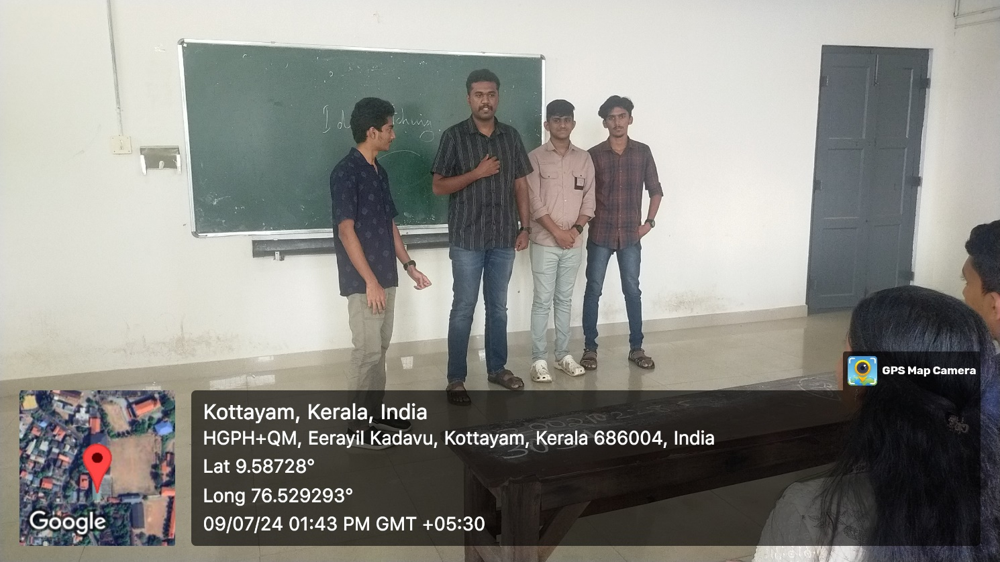 I d tching
GPS Map Camera
Kottayam, Kerala, India
HGPH+QM, Eerayil Kadavu, Kottayam, Kerala 686004, India
Lat 9.58728°
Long 76.529293°
09/07/24 01:43 PM GMT +05:30
Google